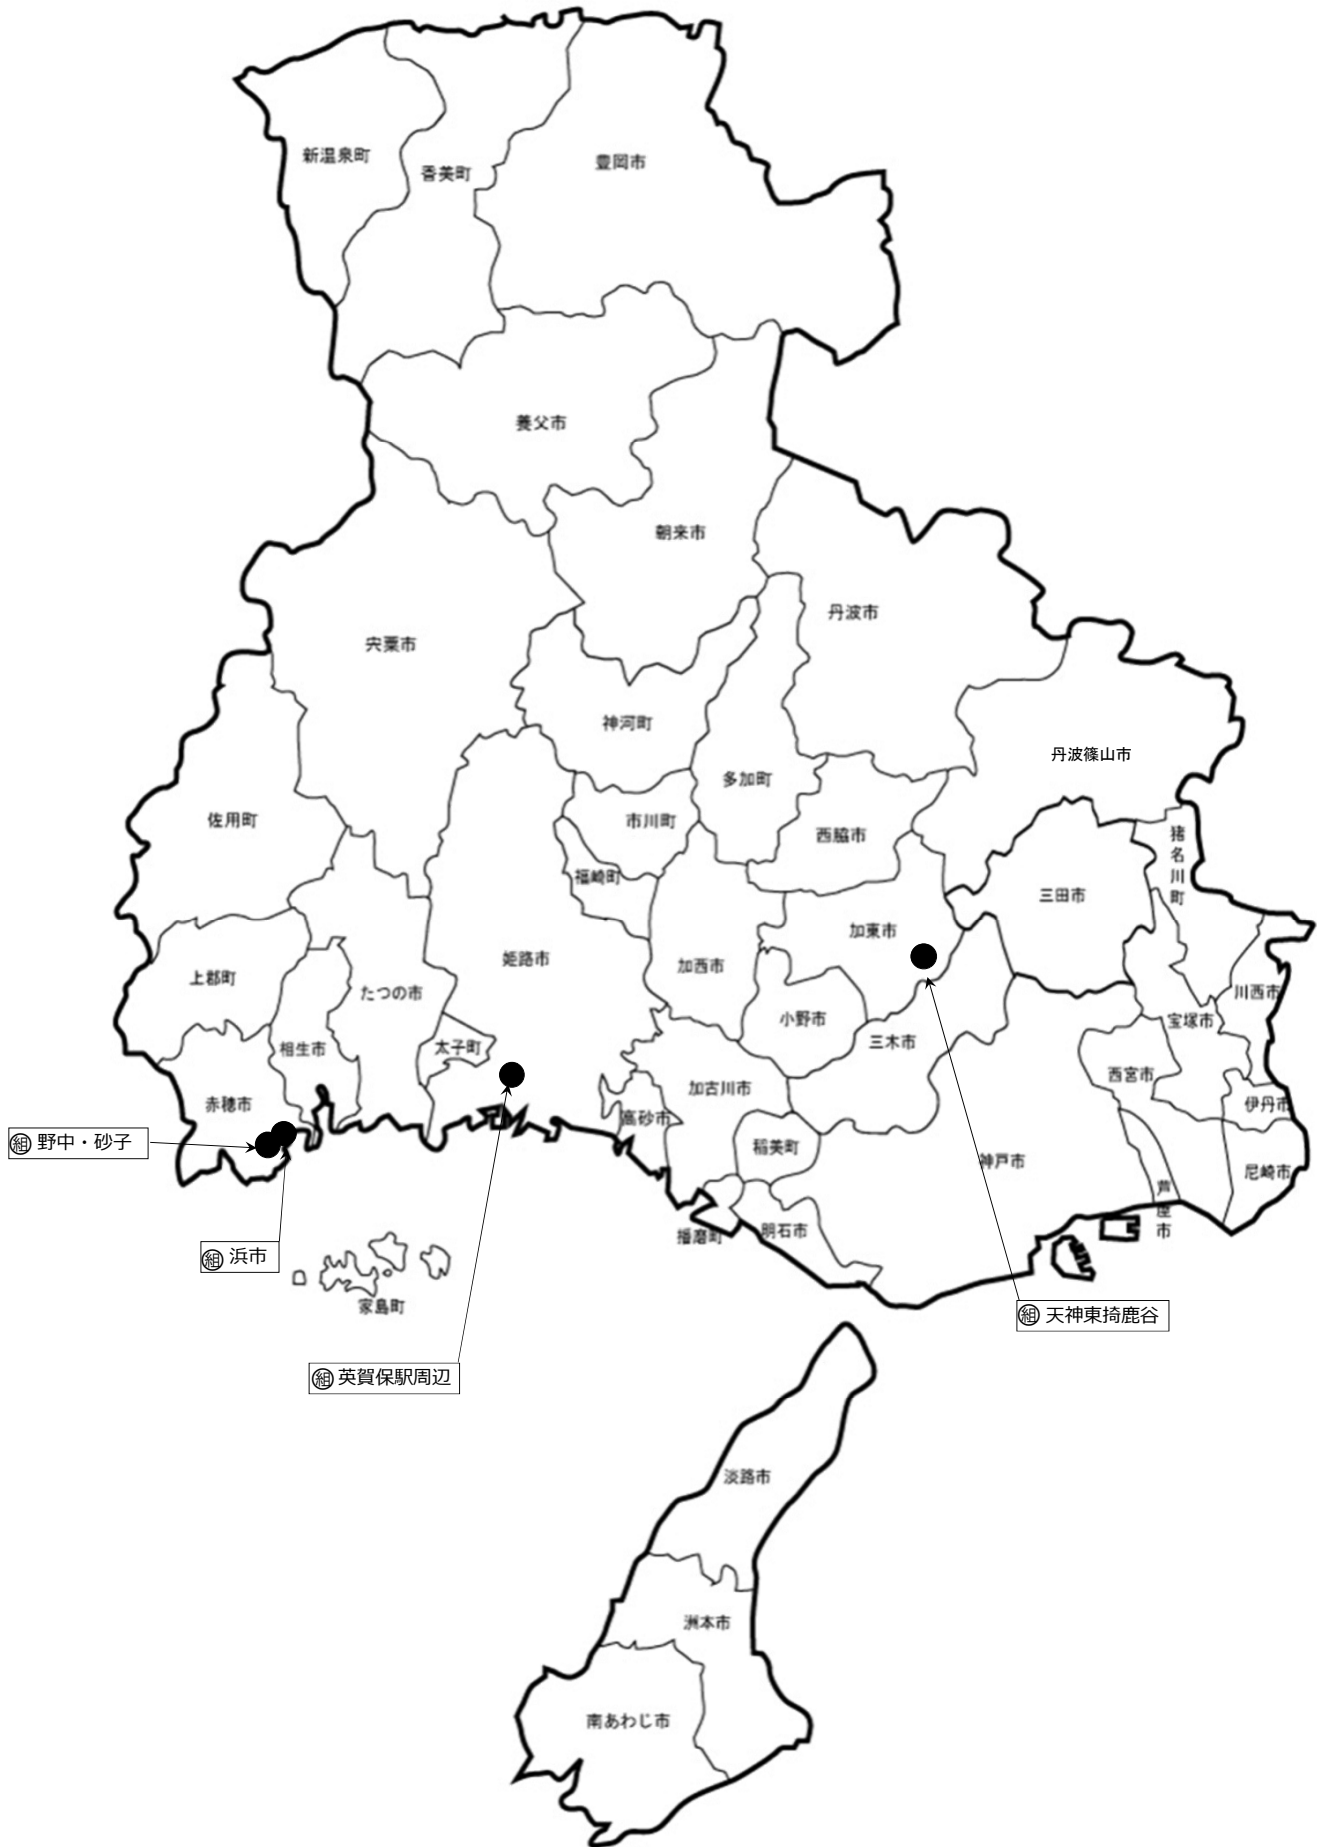 新温泉町
香美町
豊岡市
養父市
朝来市
丹波市
宍粟市
神河町
丹波篠山市
多加町
佐用町
市川町
西脇市
猪名川町
福崎町
三田市
加東市
姫路市
加西市
上郡町
たつの市
川西市
小野市
宝塚市
相生市
太子町
三木市
西宮市
加古川市
赤穂市
高砂市
伊丹市
㊑ 野中・砂子
稲美町
神戸市
尼崎市
芦屋市
播磨町
明石市
㊑ 浜市
家島町
㊑ 天神東掎鹿谷
㊑ 英賀保駅周辺
淡路市
洲本市
南あわじ市